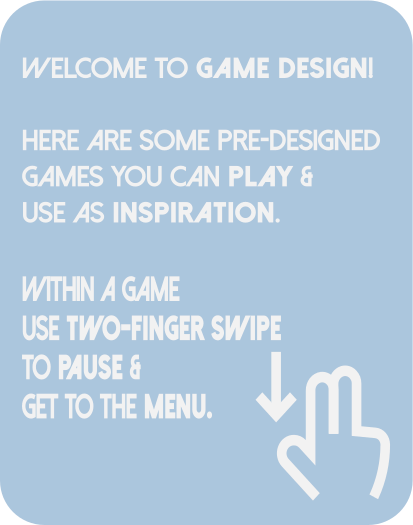 WELCOME TO GAME DESIGN!
HERE ARE SOME PRE-DESIGNED
GAMES YOU CAN PLAY &
USE AS INSPIRATION.
WITHIN A GAME
USE TWO-FINGER SWIPE
TO PAUSE &
GET TO THE MENU.